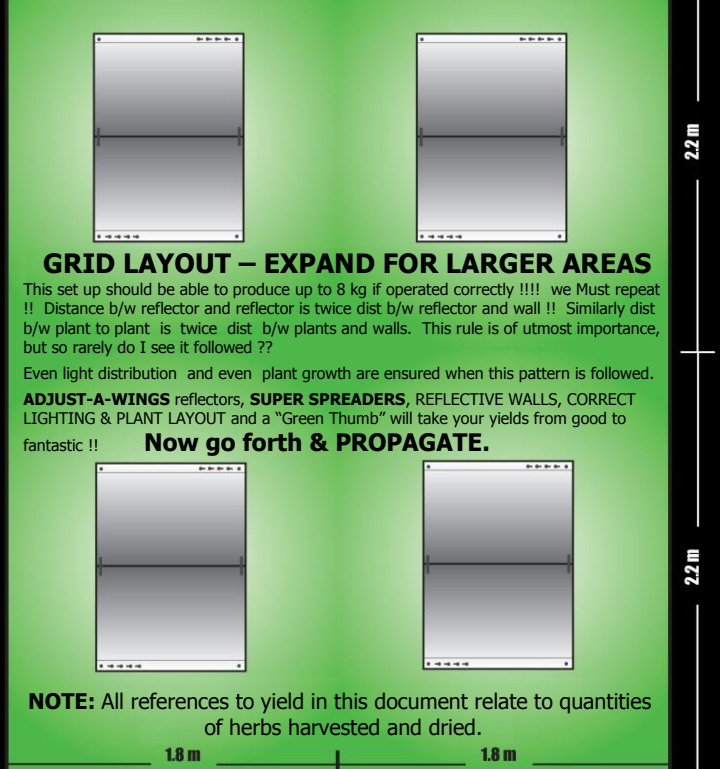 2.2 m
GRID LAYOUT – EXPAND FOR LARGER AREAS
This set up should be able to produce up to 8 kg if operated correctly !!!! we Must repeat
!! Distance b/w reflector and reflector is twice dist b/w reflector and wall !! Similarly dist
b/w plant to plant is twice dist b/w plants and walls. This rule is of utmost importance,
but so rarely do I see it followed ??
Even light distribution and even plant growth are ensured when this pattern is followed.
ADJUST-A-WINGS reflectors, SUPER SPREADERS, REFLECTIVE WALLS, CORRECT
LIGHTING & PLANT LAYOUT and a “Green Thumb” will take your yields from good to
fantastic !! Now go forth & PROPAGATE.
2.2 m
NOTE: All references to yield in this document relate to quantities
of herbs harvested and dried.
1.8 m 1.8 m